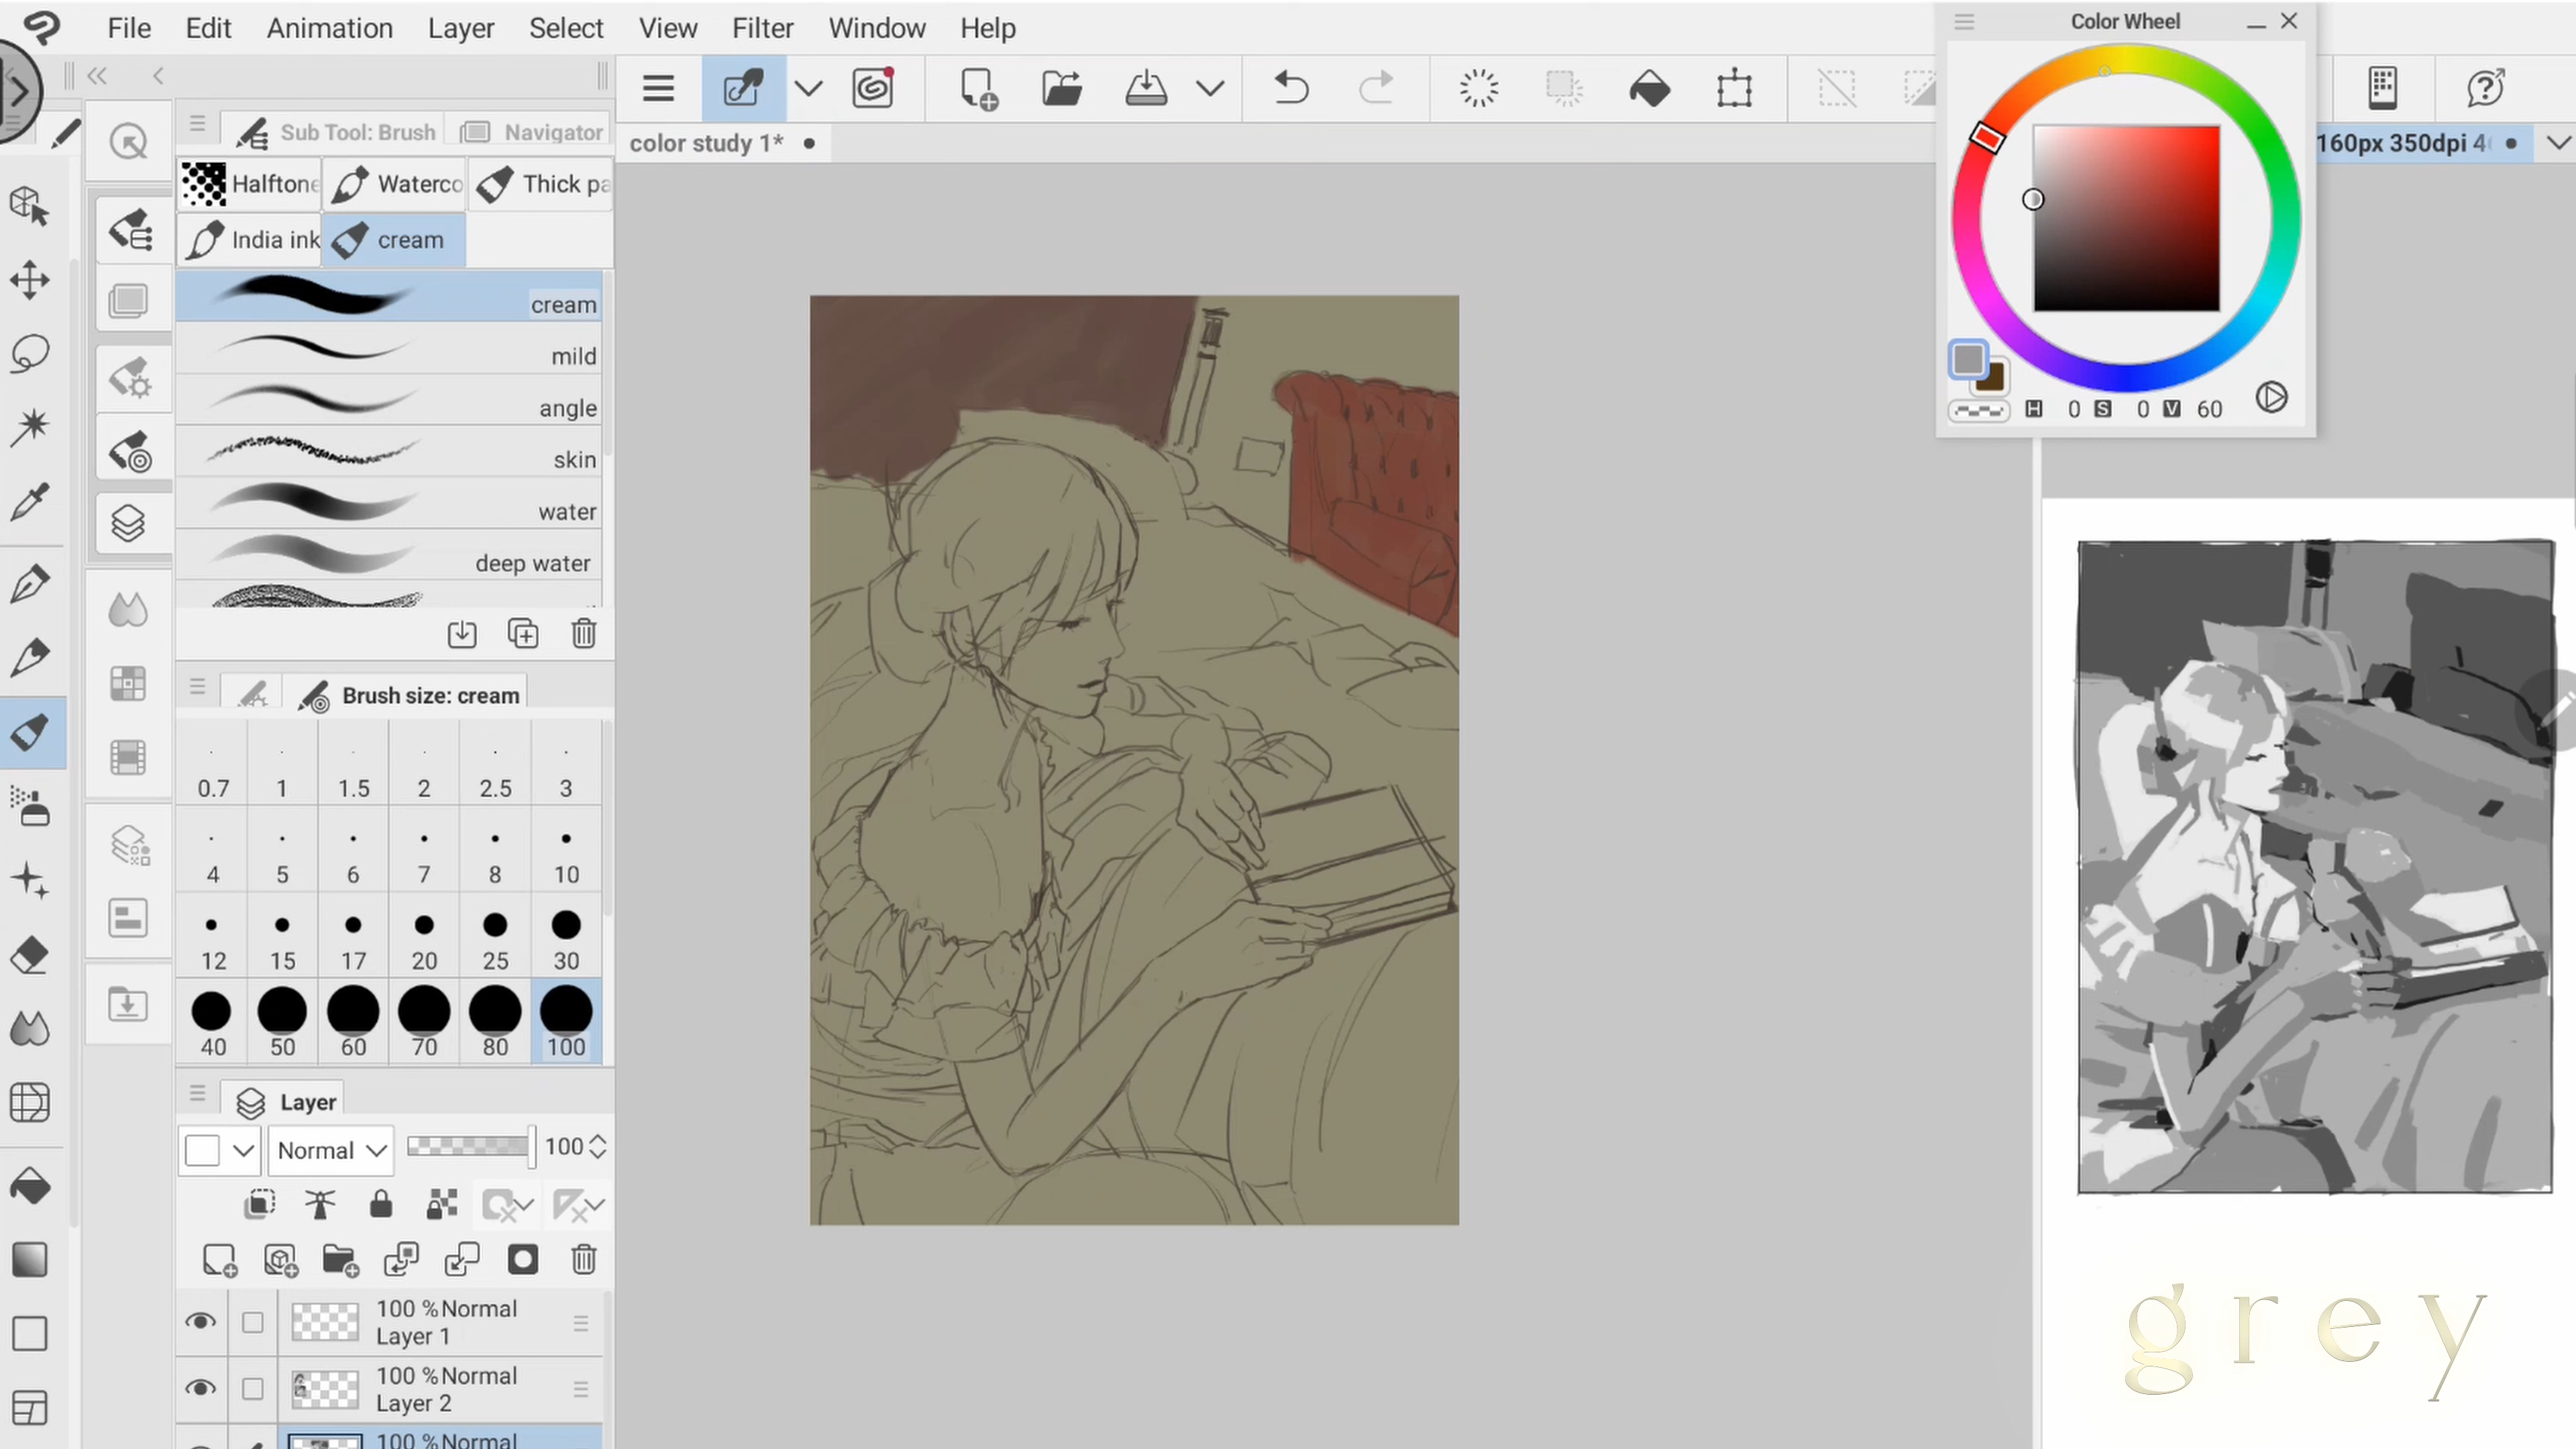 File Edit Animation Layer Select View Filter Window Help
Color Wheel
Sub Tool: Brush Navigator
color study 1*
160px 350dpi
Halftone Waterco Thick pa
India ink cream
cream
mild
angle
skin
water
deep water
H 0 S 0 V 60
Brush size: cream
0.7 1 1.5 2 2.5 3
4 5 6 7 8 10
12 15 17 20 25 30
40 50 60 70 80 100
Layer
Normal 100
100 %Normal
Layer 1
100 %Normal
Layer 2
100 %Normal
grey